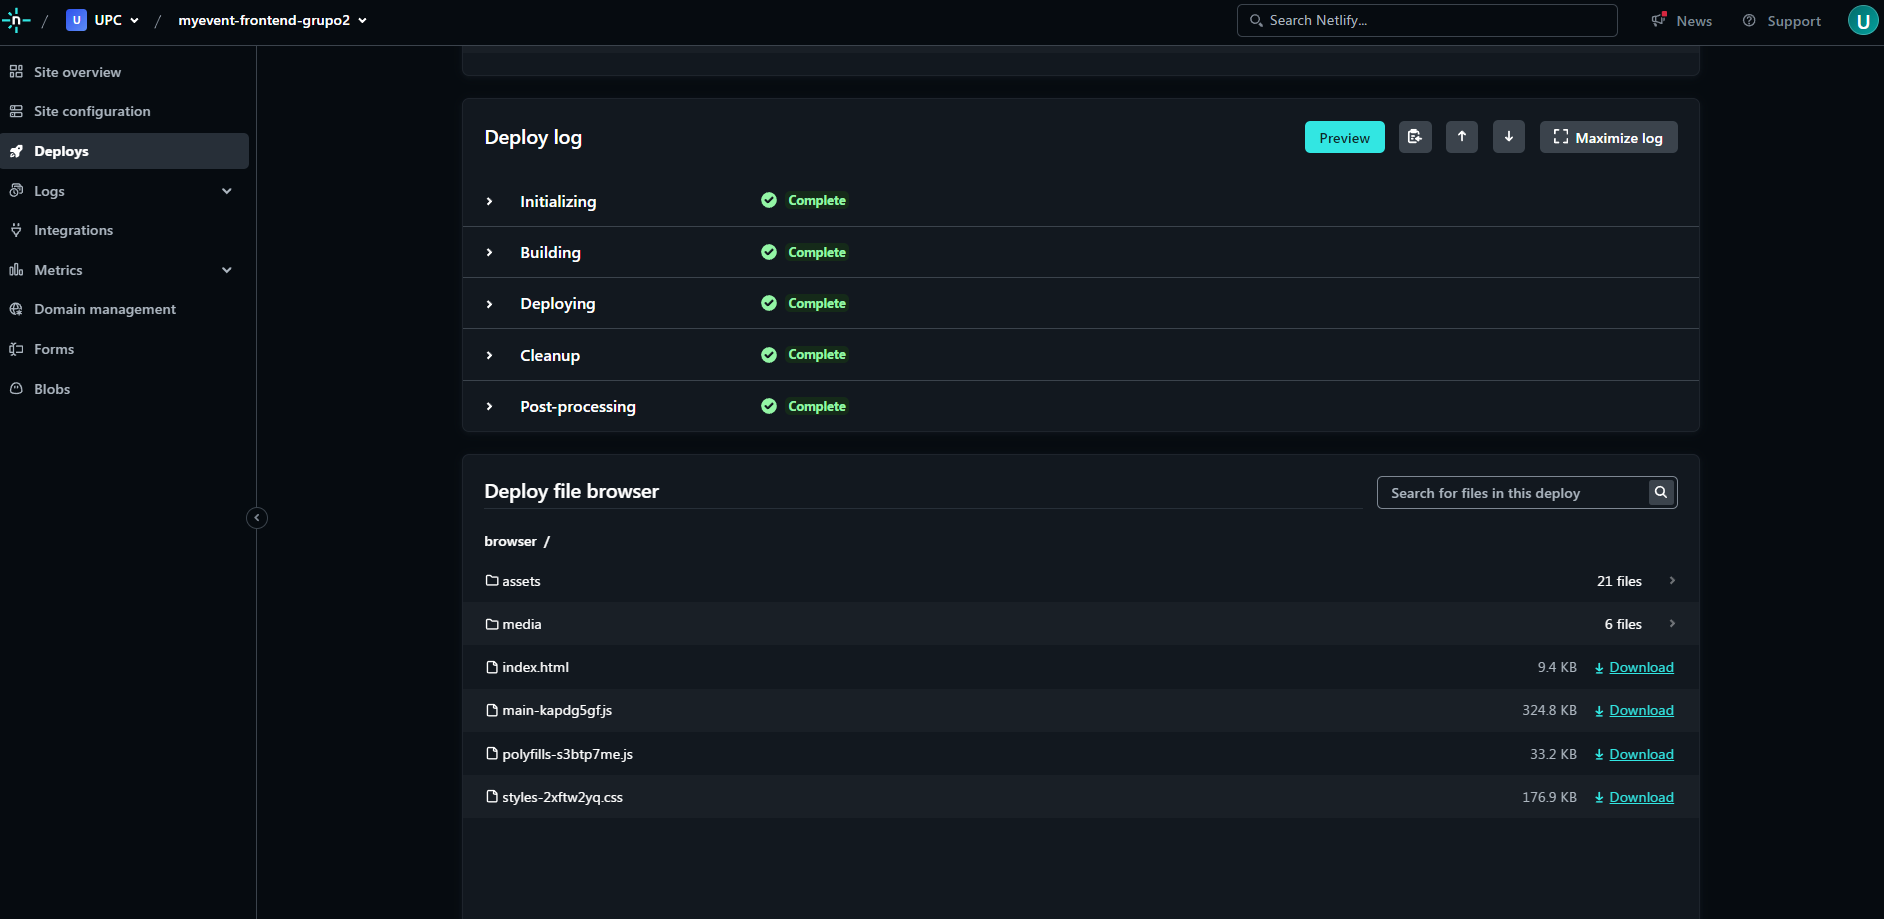 / U UPC / myevent-frontend-grupo2 Search Netlify... News Support U
Site overview
Site configuration
Deploys
Logs
Integrations
Metrics
Domain management
Forms
Blobs
Deploy log Preview Maximize log
Initializing Complete
Building Complete
Deploying Complete
Cleanup Complete
Post-processing Complete
Deploy file browser Search for files in this deploy
browser /
assets 21 files
media 6 files
index.html 9.4 KB Download
main-kapdg5gf.js 324.8 KB Download
polyfills-s3btp7me.js 33.2 KB Download
styles-2xftw2yq.css 176.9 KB Download